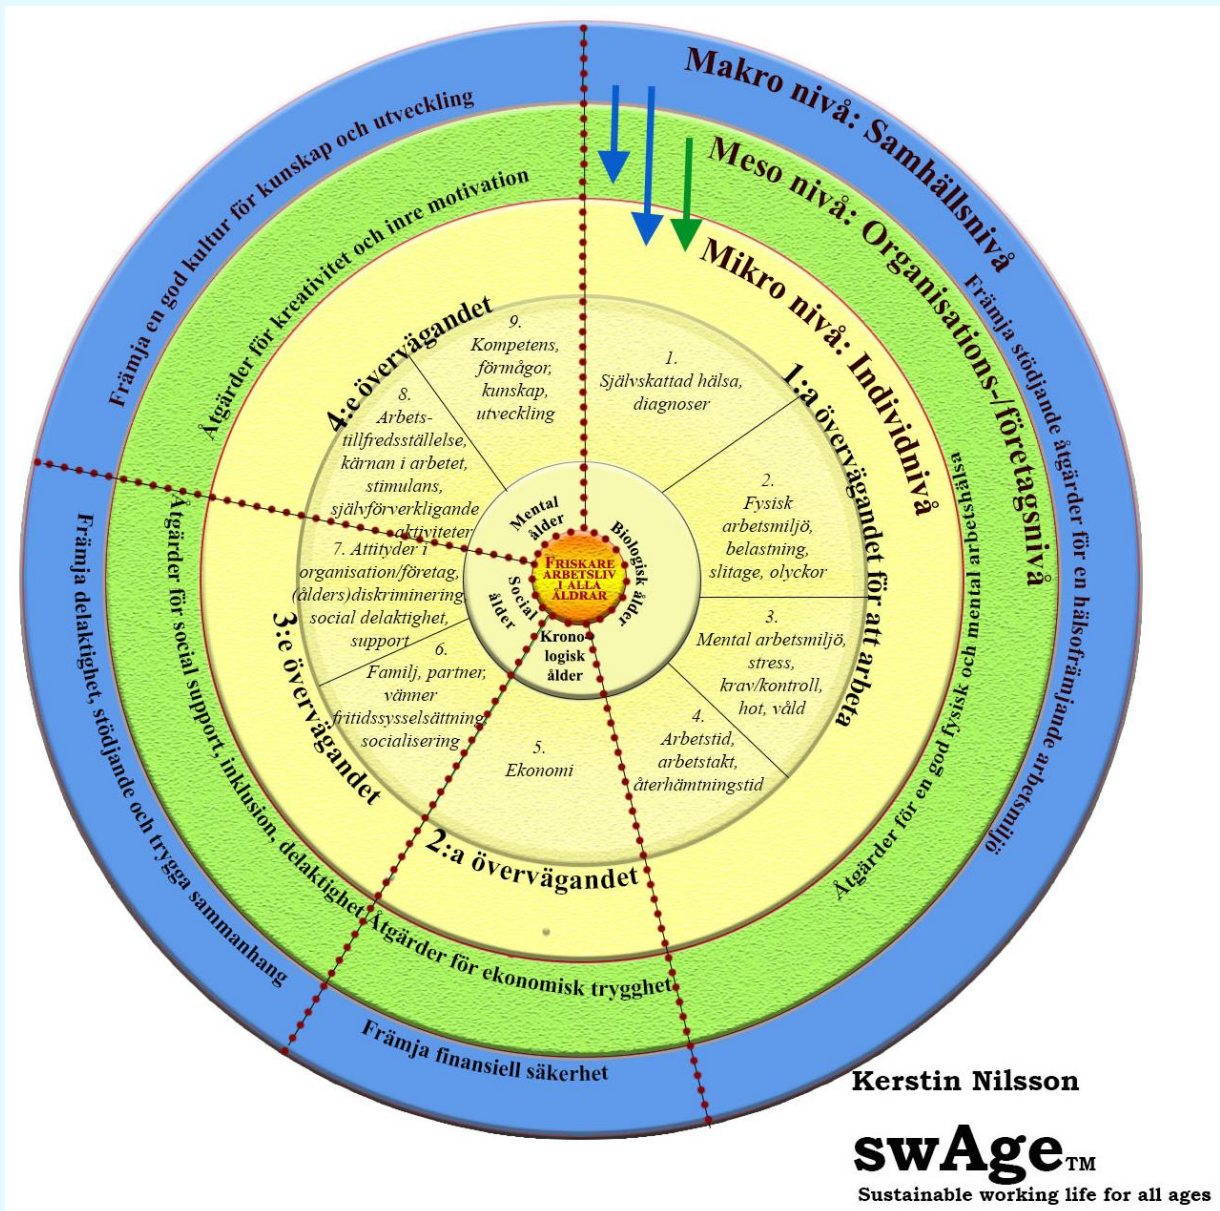 Makro nivå: Samhällsnivå
Främja stödjande åtgärder för en hälsofrämjande arbetsmiljö
Främja finansiell säkerhet
Främja delaktighet, stödjande och trygga sammanhang
Främja en god kultur för kunskap och utveckling
Meso nivå: Organisations-/företagsnivå
Åtgärder för en god fysisk och mental arbetshälsa
Åtgärder för ekonomisk trygghet
Åtgärder för social support, inklusion, delaktighet
Åtgärder för kreativitet och inre motivation
Mikro nivå: Individnivå
1:a övervägandet för att arbeta
2:a övervägandet
3:e övervägandet
4:e övervägandet
1.
Självskattad hälsa,
diagnoser
2.
Fysisk
arbetsmiljö,
belastning,
slitage, olyckor
3.
Mental arbetsmiljö,
stress,
krav/kontroll,
hot, våld
4.
Arbetstid,
arbetstakt,
återhämtningstid
5.
Ekonomi
6.
Familj, partner,
vänner
fritidssysselsättning,
socialisering
7. Attityder i
organisation/företag,
(ålders)diskriminering,
social delaktighet,
support
8.
Arbets-
tillfredsställelse,
kärnan i arbetet,
stimulans,
självförverkligande
aktiviteter
9.
Kompetens,
förmågor,
kunskap,
utveckling
Biologisk ålder
Krono-
logisk
ålder
Social
ålder
Mental
ålder
FRISKARE
ARBETSLIV
I ALLA
ÅLDRAR
Kerstin Nilsson
swAge TM
Sustainable working life for all ages